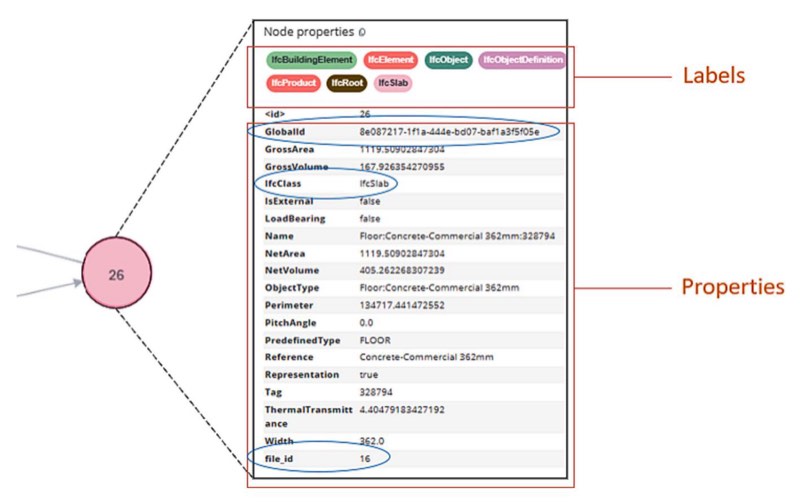 Node properties
IfcBuildingElement IfcElement IfcObject IfcObjectDefinition
IfcProduct IfcRoot IfcSlab
Labels
<id> 26
GlobalId 8e087217-1f1a-444e-bd07-baf1a3f5f05e
GrossArea 1119.50902847304
GrossVolume 167.926354270955
IfcClass IfcSlab
IsExternal false
LoadBearing false
Name Floor:Concrete-Commercial 362mm:328794
NetArea 1119.50902847304
NetVolume 405.262268307239
ObjectType Floor:Concrete-Commercial 362mm
Perimeter 134717.441472552
PitchAngle 0.0
PredefinedType FLOOR
Reference Concrete-Commercial 362mm
Representation true
Tag 328794
ThermalTransmitt 4.40479183427192
ance
Width 362.0
file_id 16
26
Properties